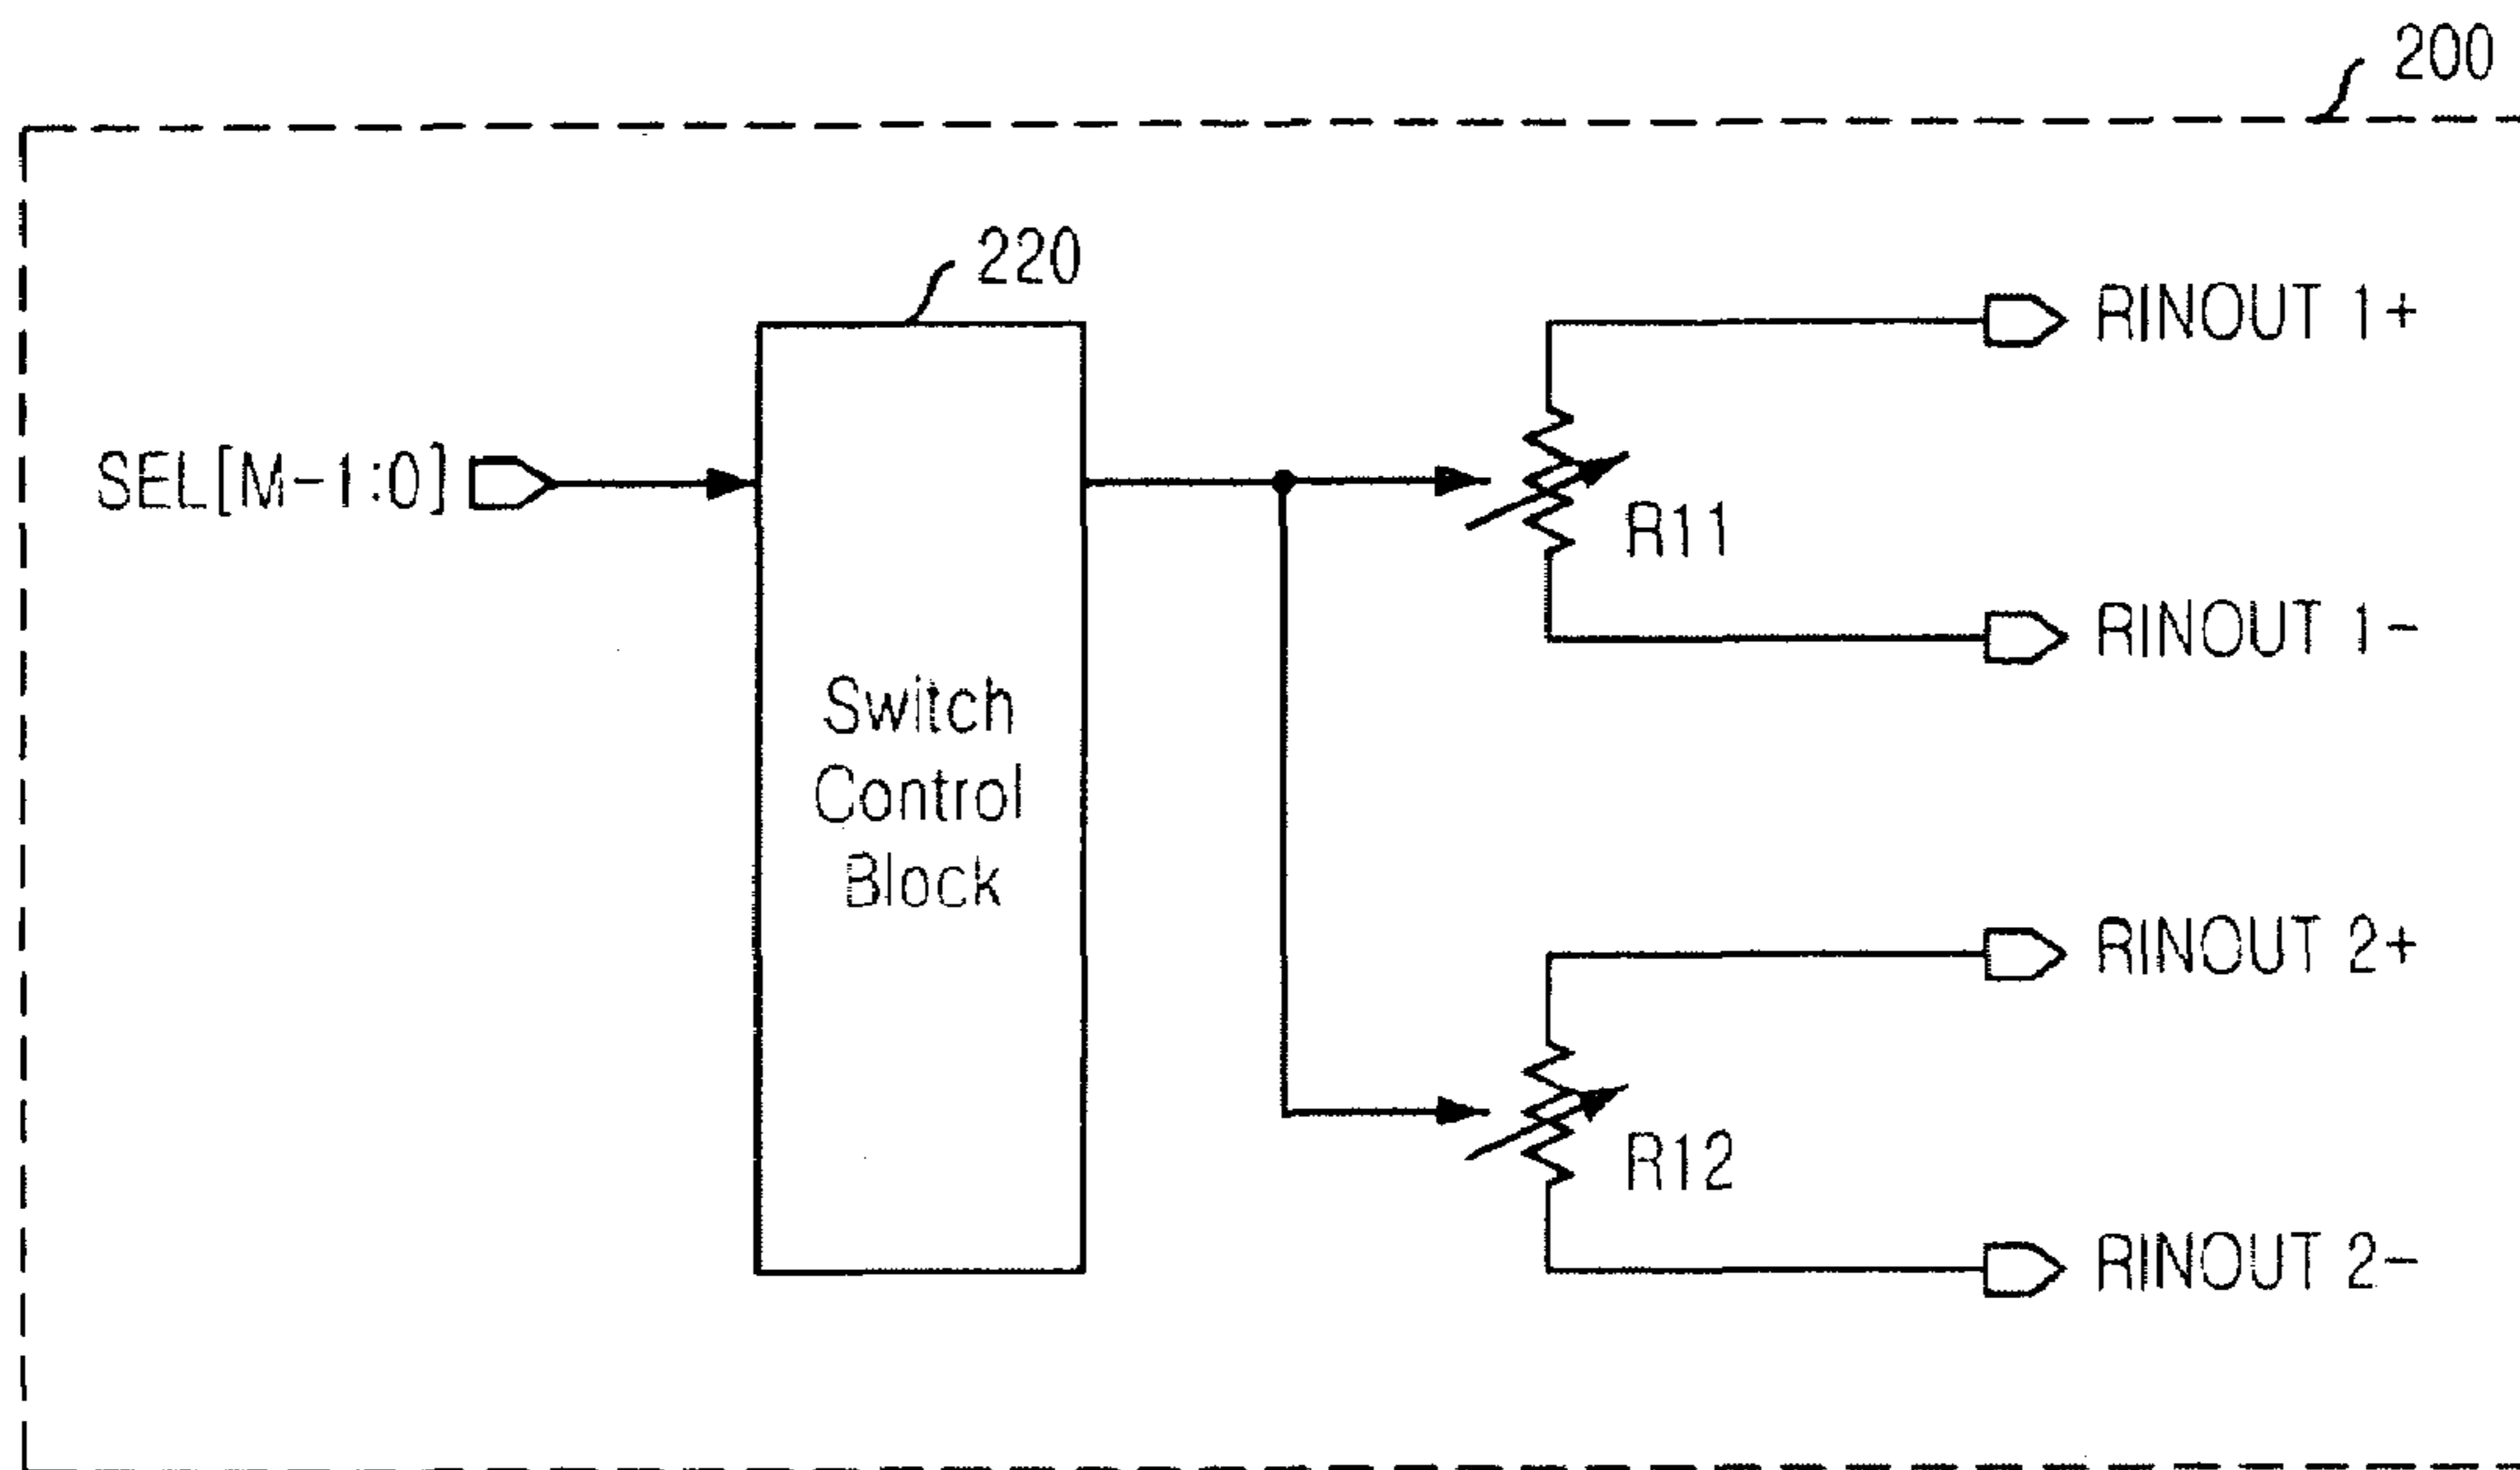 200
220
RINOUT 1+
SEL[M-1:0]
R11
RINOUT 1-
Switch
Control
Block
RINOUT 2+
R12
RINOUT 2-